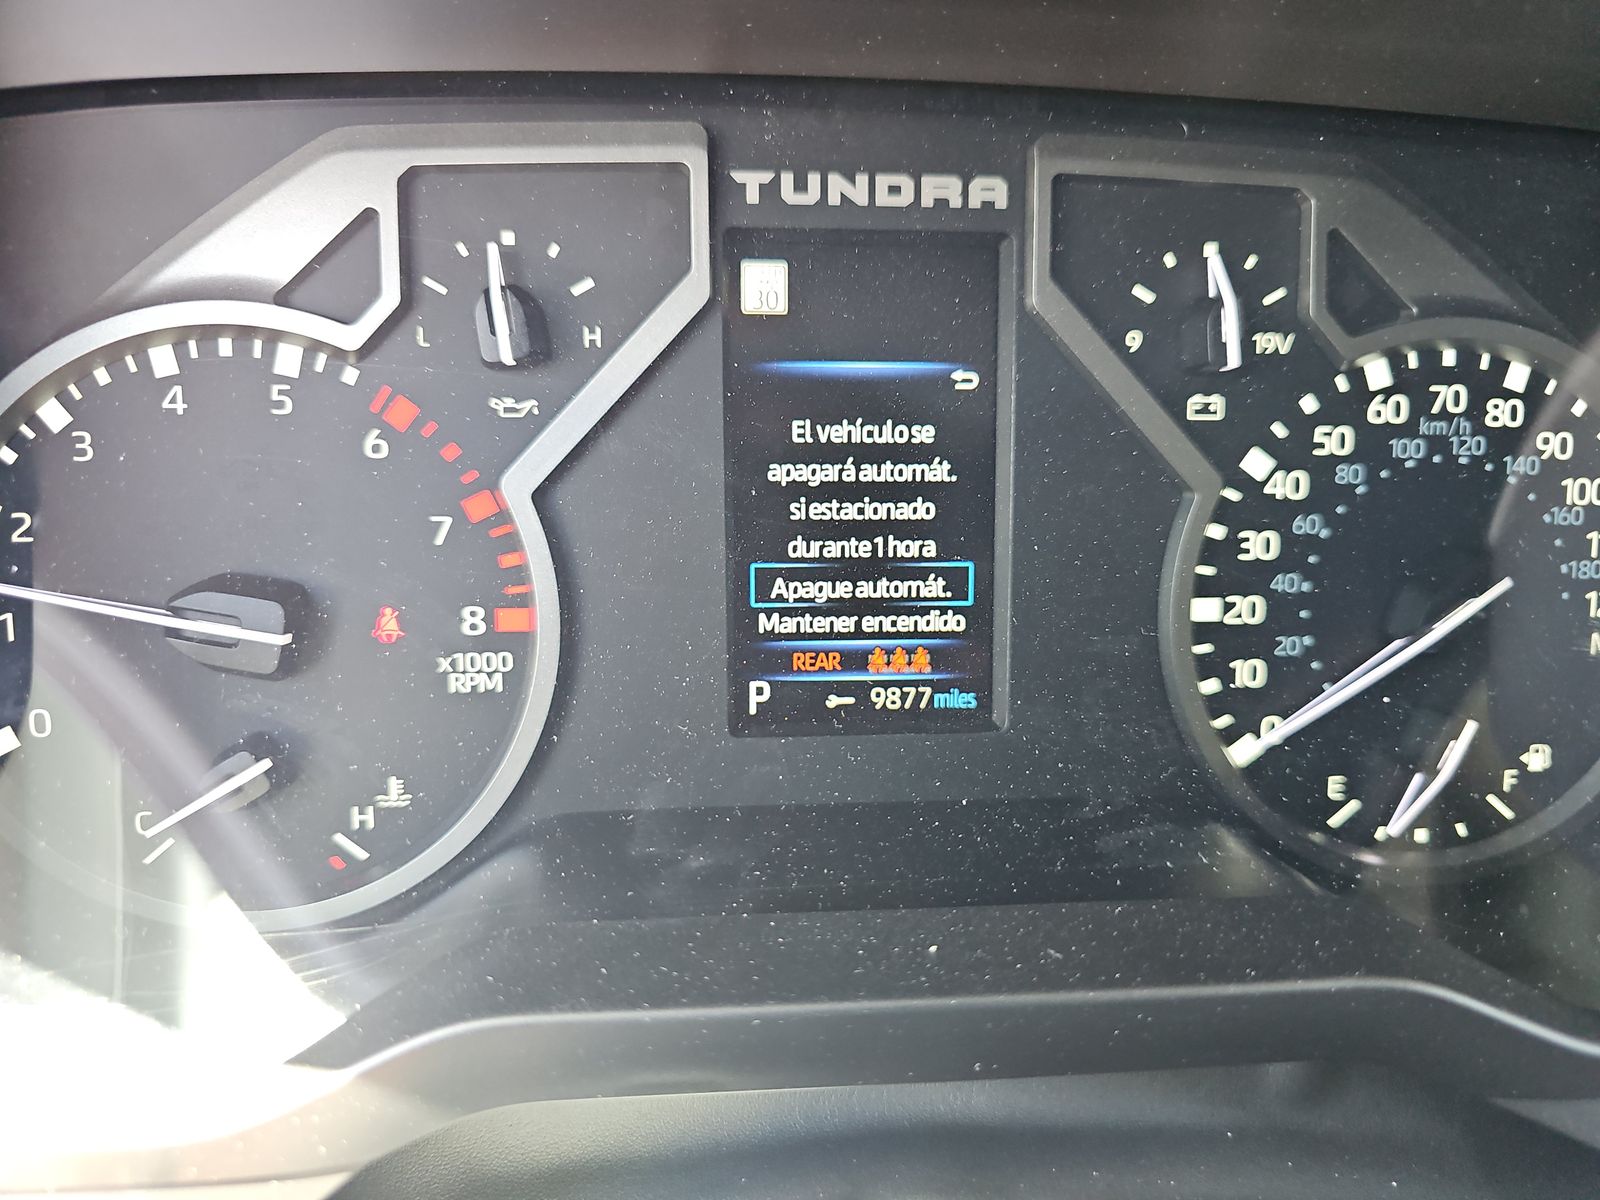 TUNDRA
30
L
H
9
19V
El vehículo se
apagará automát.
si estacionado
durante 1 hora
Apague automát.
Mantener encendido
REAR
P
9877 miles
0
1
2
3
4
5
6
7
8
x1000
RPM
C
H
0
10
20
30
40
50
60
70
80
90
100
km/h
20
40
60
80
100
120
140
160
180
E
F